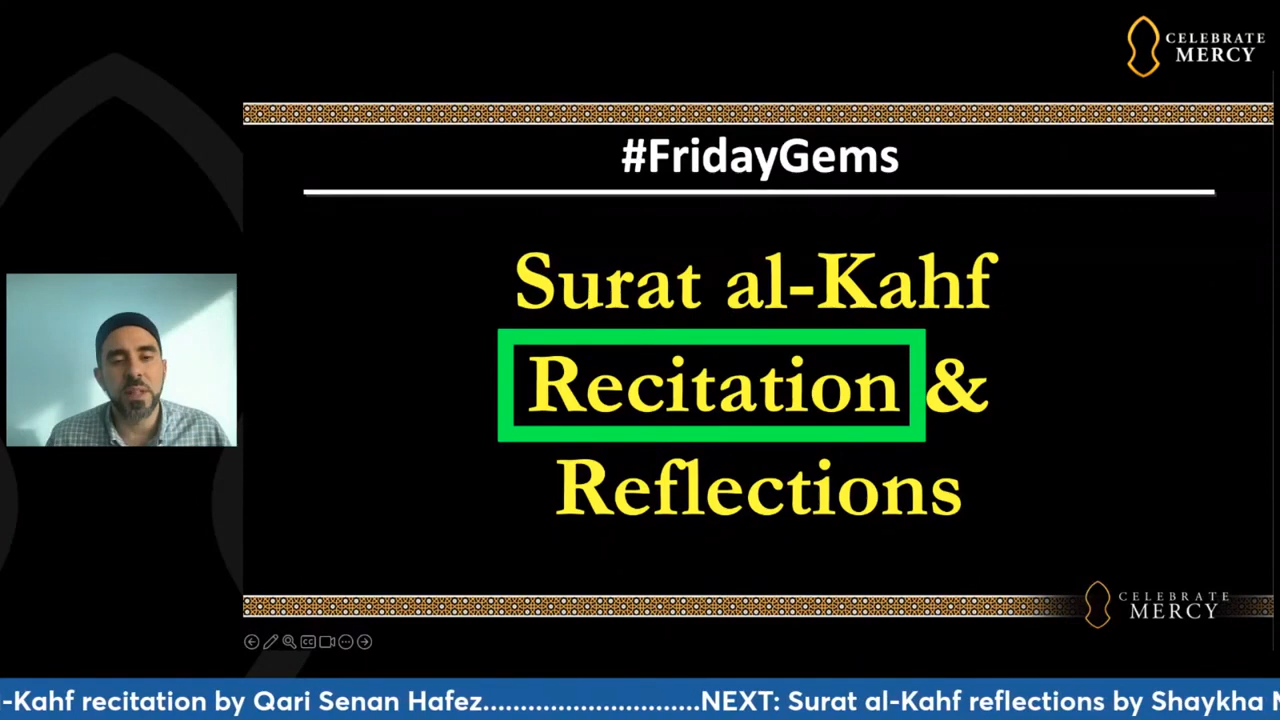 CELEBRATE
MERCY
#FridayGems
Surat al-Kahf
Recitation &
Reflections
CELEBRATE
MERCY
-Kahf recitation by Qari Senan Hafez..............................NEXT: Surat al-Kahf reflections by Shaykha